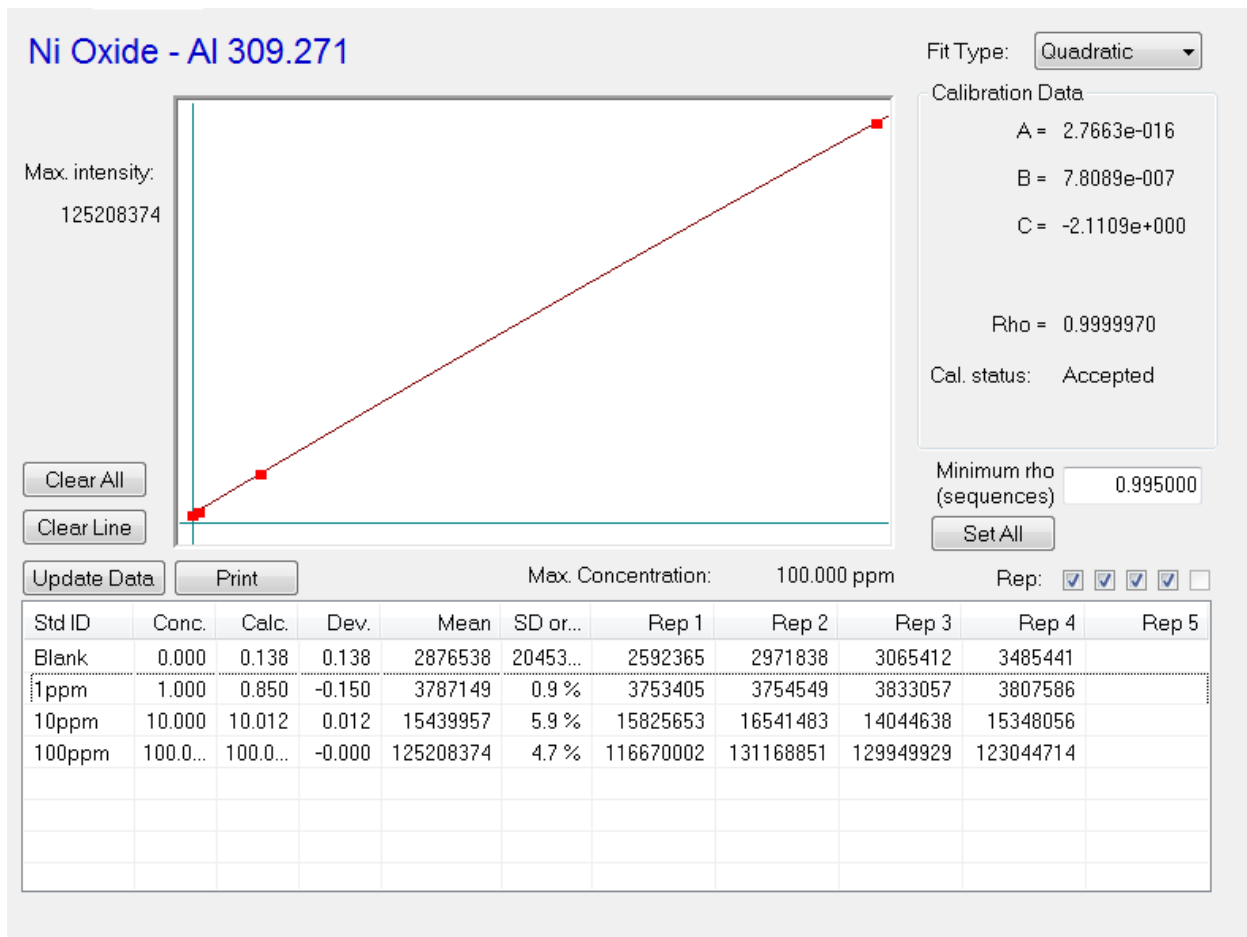 Ni Oxide - Al 309.271
Fit Type: Quadratic
Calibration Data
A = 2.7663e-016
Max. intensity:
B = 7.8089e-007
125208374
C = -2.1109e+000
Rho = 0.9999970
Cal. status: Accepted
Clear All
Minimum rho
(sequences) 0.995000
Clear Line
Set All
Update Data Print Max. Concentration: 100.000 ppm Rep:
Std ID Conc. Calc. Dev. Mean SD or... Rep 1 Rep 2 Rep 3 Rep 4 Rep 5
Blank 0.000 0.138 0.138 2876538 20453... 2592365 2971838 3065412 3485441
1ppm 1.000 0.850 -0.150 3787149 0.9 % 3753405 3754549 3833057 3807586
10ppm 10.000 10.012 0.012 15439957 5.9 % 15825653 16541483 14044638 15348056
100ppm 100.0... 100.0... -0.000 125208374 4.7 % 116670002 131168851 129949929 123044714